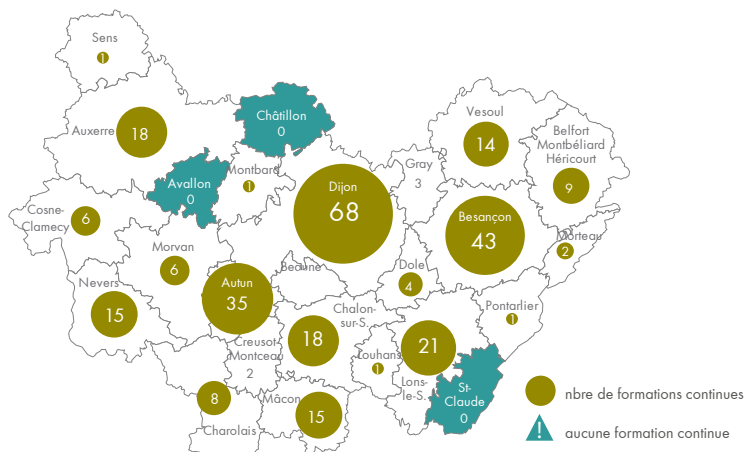 Sens
1
Auxerre
18
Châtillon
0
Avallon
0
Montbard
1
Vesoul
14
Belfort
Montbéliard
Héricourt
9
Gray
3
Dijon
68
Besançon
43
Morteau
2
Cosne-
Clamecy
6
Morvan
6
Nevers
15
Autun
35
Beaune
Dole
4
Pontarlier
1
Chalon-
sur-S.
18
Creusot-
Montceau
2
Louhans
1
21
Lons-
le-S.
St-
Claude
0
8
Charolais
Mâcon
15
nbre de formations continues
! aucune formation continue